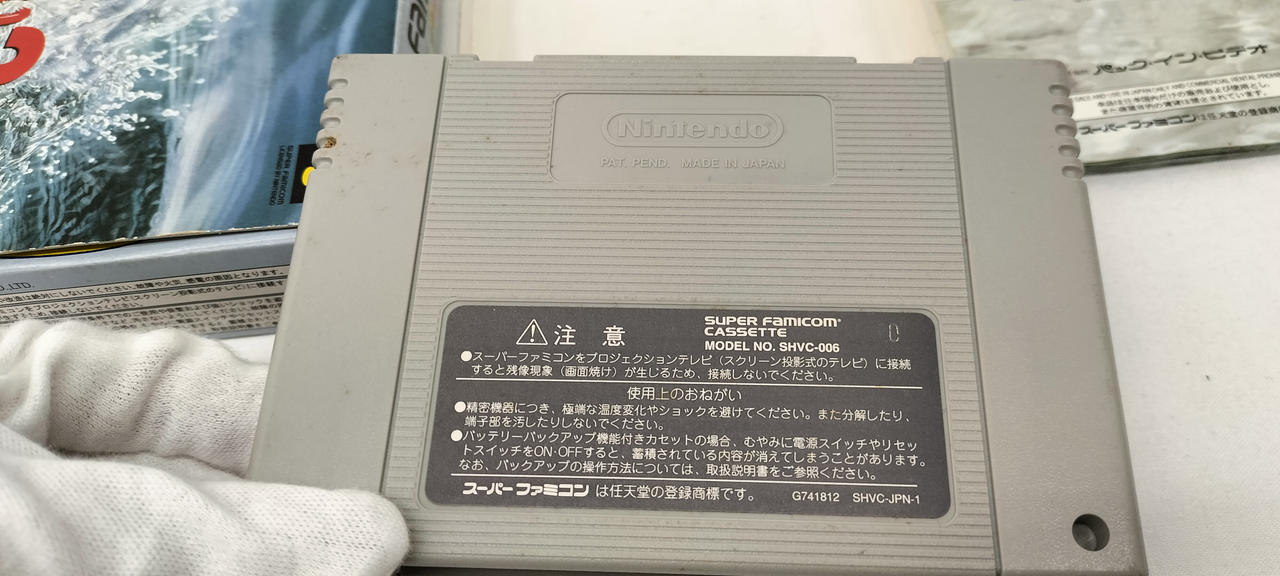 Nintendo
PAT. PEND. MADE IN JAPAN
注意
SUPER FAMICOM
CASSETTE
MODEL NO. SHVC-006
●スーパーファミコンをプロジェクションテレビ(スクリーン投影式のテレビ)に接続
すると残像現象(画面焼け)が生じるため、接続しないでください。
使用上のおねがい
●精密機器につき、極端な温度変化やショックを避けてください。また分解したり、
端子部を汚したりしないでください。
●バッテリーバックアップ機能付きカセットの場合、むやみに電源スイッチやリセッ
トスイッチをON·OFFすると、蓄積されている内容が消えてしまうことがあります。
なお、バックアップの操作方法については、取扱説明書をご参照ください。
スーパーファミコンは任天堂の登録商標です。
G741812 SHVC-JPN-1
パック·イン·ビデオ
スーパーファミコンは任天堂の登録商
SUPER FAMICOM
LICENSED BY NINTENDO